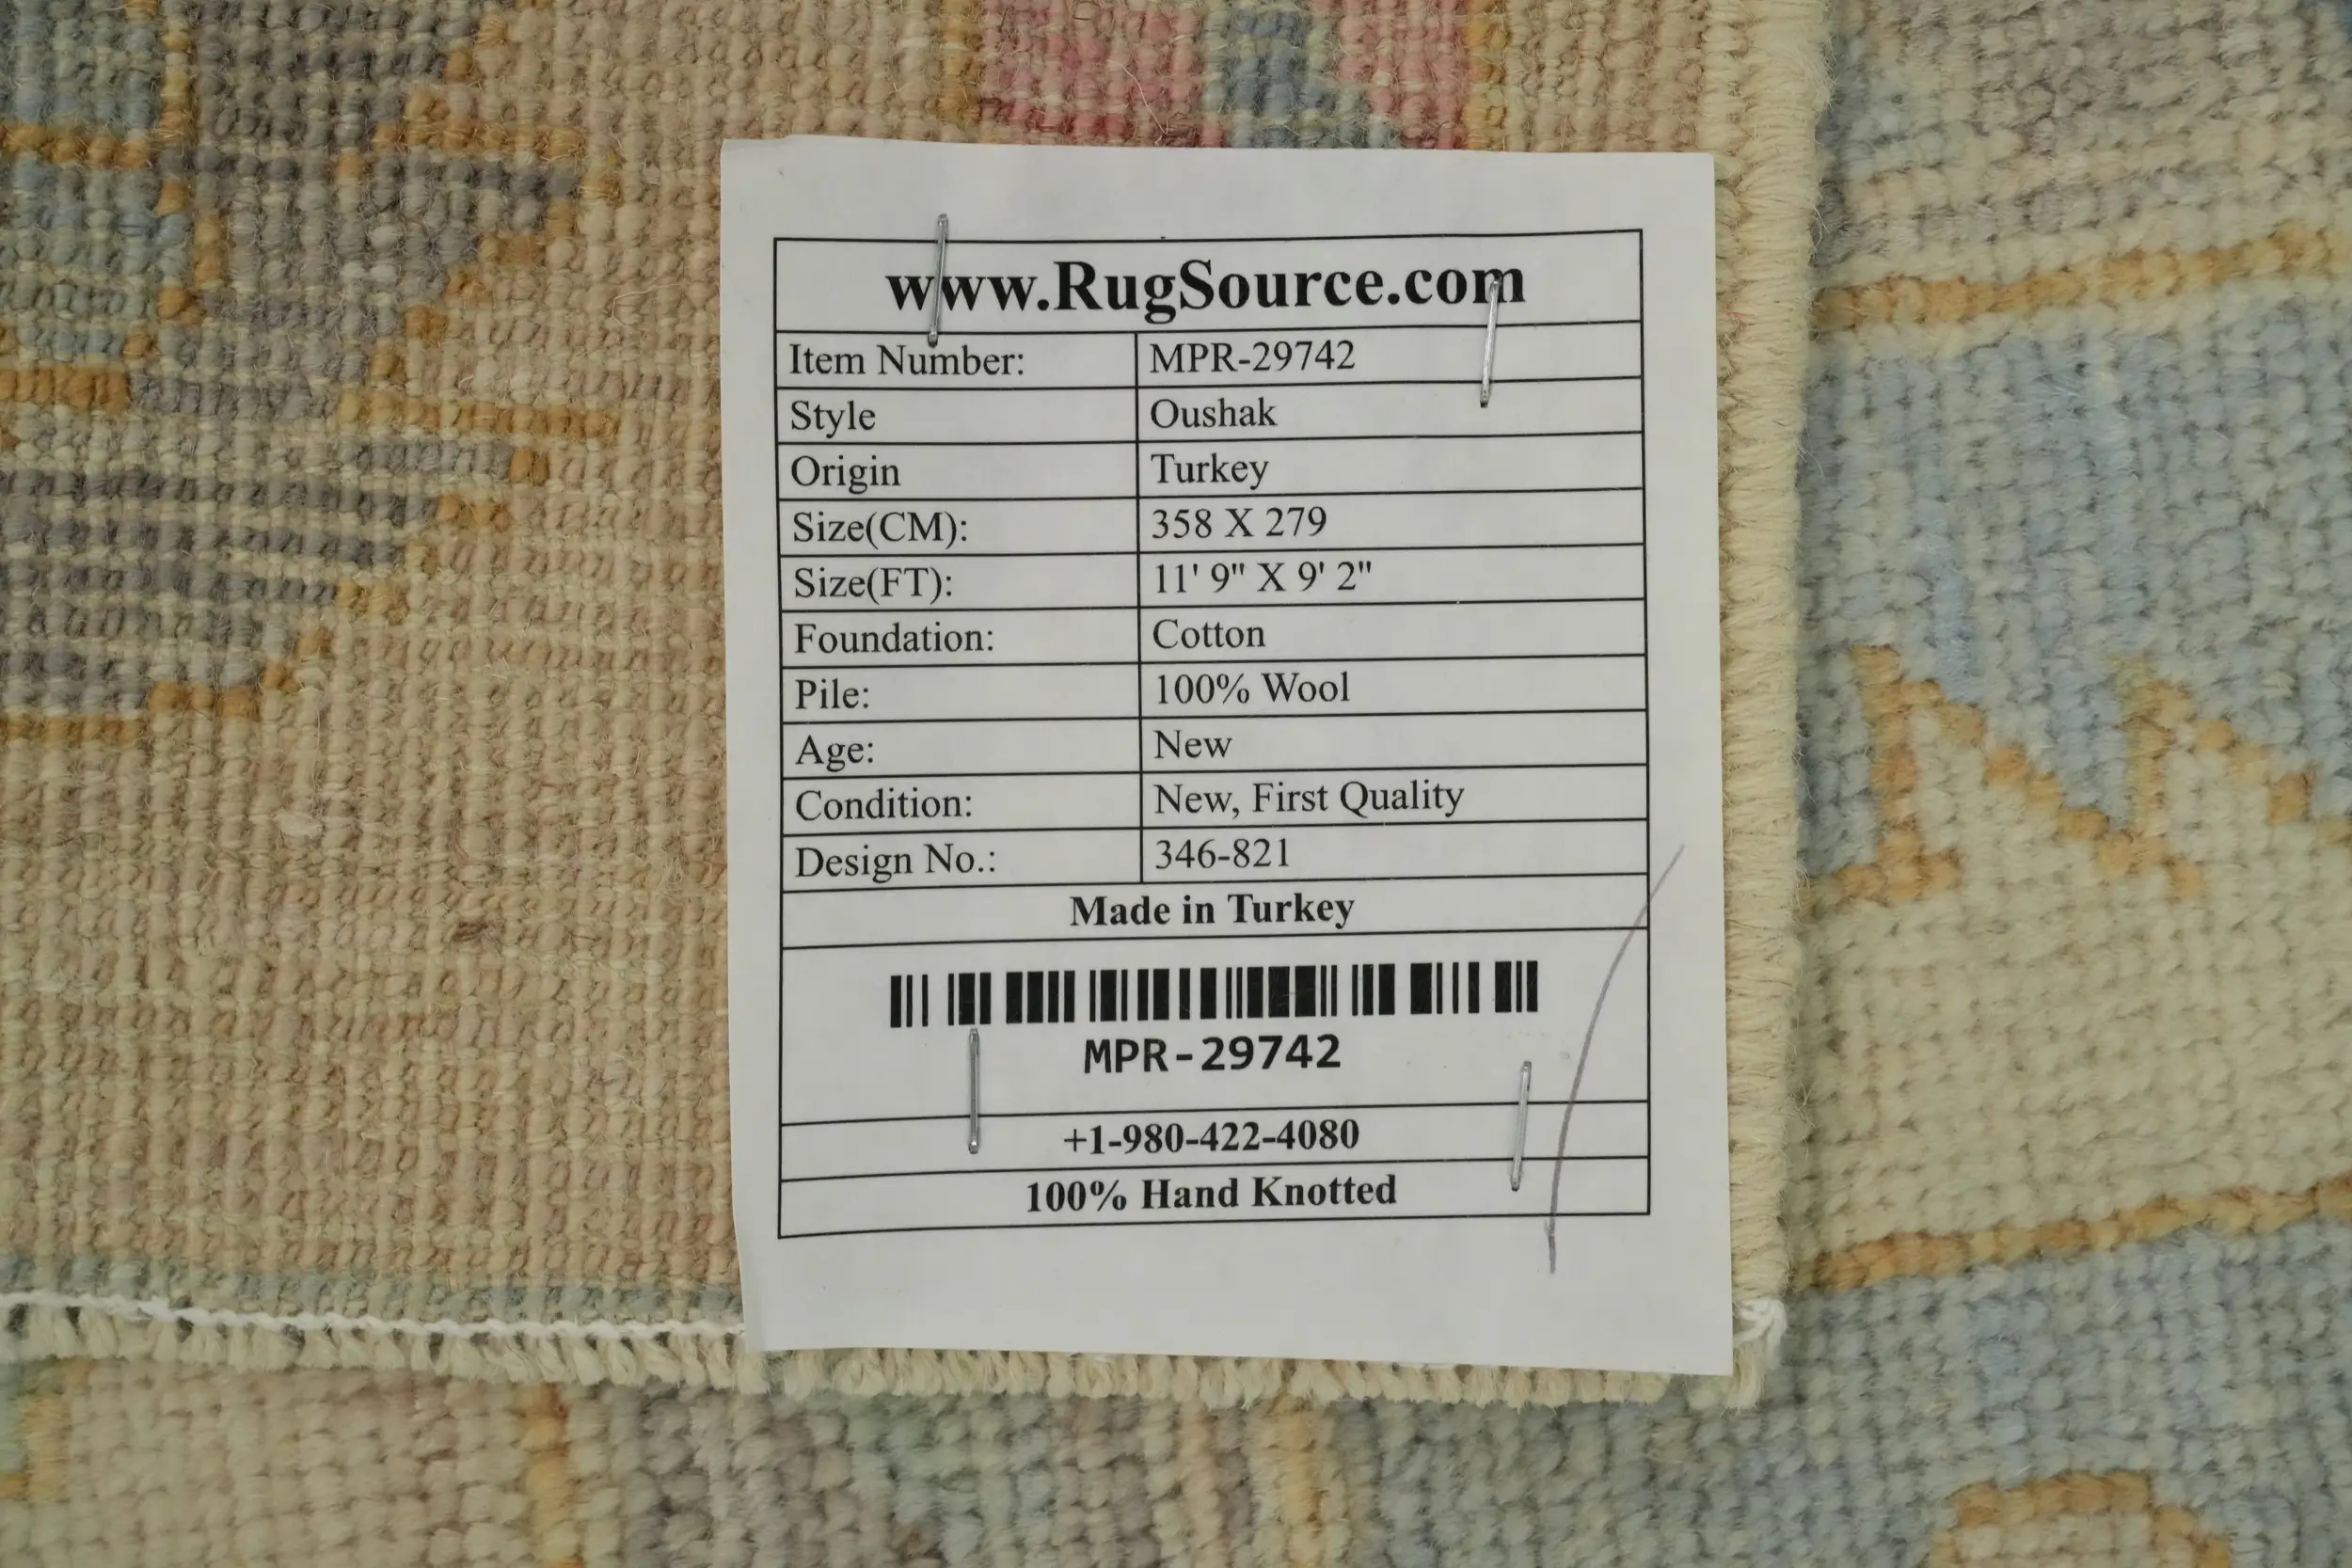 www.RugSource.com
Item Number: MPR-29742
Style Oushak
Origin Turkey
Size(CM): 358 X 279
Size(FT): 11' 9" X 9' 2"
Foundation: Cotton
Pile: 100% Wool
Age: New
Condition: New, First Quality
Design No.: 346-821
Made in Turkey
MPR-29742
+1-980-422-4080
100% Hand Knotted